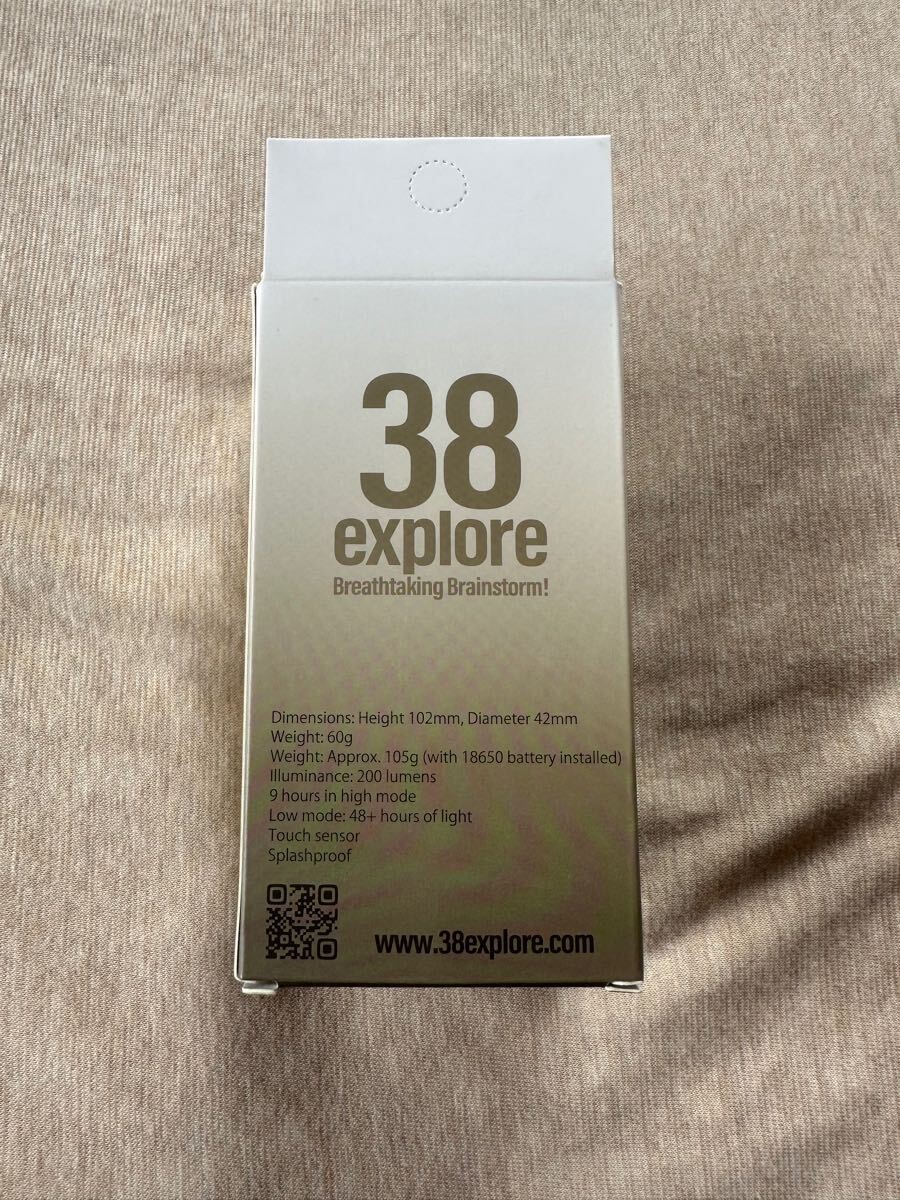 38
explore
Breathtaking Brainstorm!
Dimensions: Height 102mm, Diameter 42mm
Weight: 60g
Weight: Approx. 105g (with 18650 battery installed)
Illuminance: 200 lumens
9 hours in high mode
Low mode: 48+ hours of light
Touch sensor
Splashproof
www.38explore.com